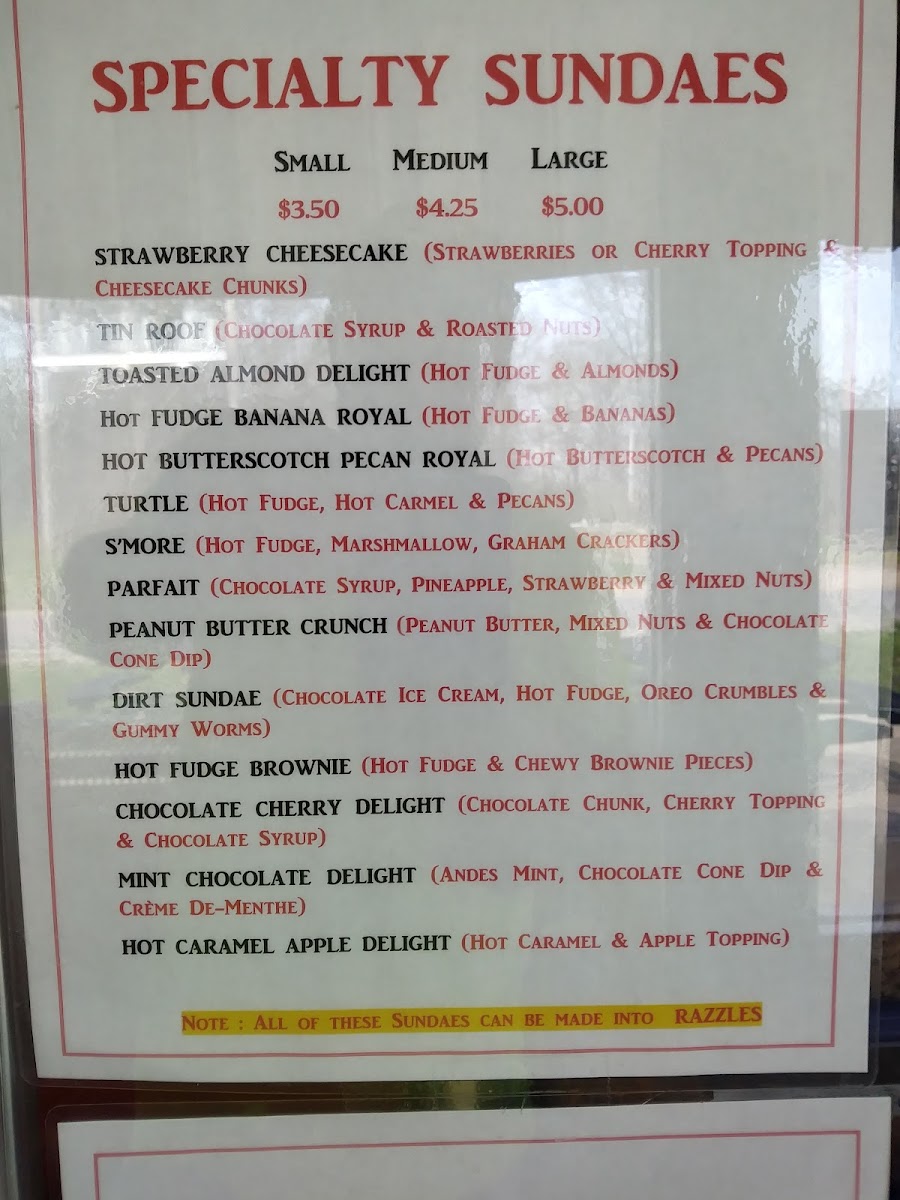 SPECIALTY SUNDAES
SMALL MEDIUM LARGE
$3.50 $4.25 $5.00
STRAWBERRY CHEESECAKE (STRAWBERRIES OR CHERRY TOPPING &
CHEESECAKE CHUNKS)
TIN ROOF (CHOCOLATE SYRUP & ROASTED NUTS)
TOASTED ALMOND DELIGHT (HOT FUDGE & ALMONDS)
HOT FUDGE BANANA ROYAL (HOT FUDGE & BANANAS)
HOT BUTTERSCOTCH PECAN ROYAL (HOT BUTTERSCOTCH & PECANS)
TURTLE (HOT FUDGE, HOT CARMEL & PECANS)
S'MORE (HOT FUDGE, MARSHMALLOW, GRAHAM CRACKERS)
PARFAIT (CHOCOLATE SYRUP, PINEAPPLE, STRAWBERRY & MIXED NUTS)
PEANUT BUTTER CRUNCH (PEANUT BUTTER, MIXED NUTS & CHOCOLATE
CONE DIP)
DIRT SUNDAE (CHOCOLATE ICE CREAM, HOT FUDGE, OREO CRUMBLES &
GUMMY WORMS)
HOT FUDGE BROWNIE (HOT FUDGE & CHEWY BROWNIE PIECES)
CHOCOLATE CHERRY DELIGHT (CHOCOLATE CHUNK, CHERRY TOPPING
& CHOCOLATE SYRUP)
MINT CHOCOLATE DELIGHT (ANDES MINT, CHOCOLATE CONE DIP &
CRÈME DE-MENTHE)
HOT CARAMEL APPLE DELIGHT (HOT CARAMEL & APPLE TOPPING)
NOTE : ALL OF THESE SUNDAES CAN BE MADE INTO RAZZLES